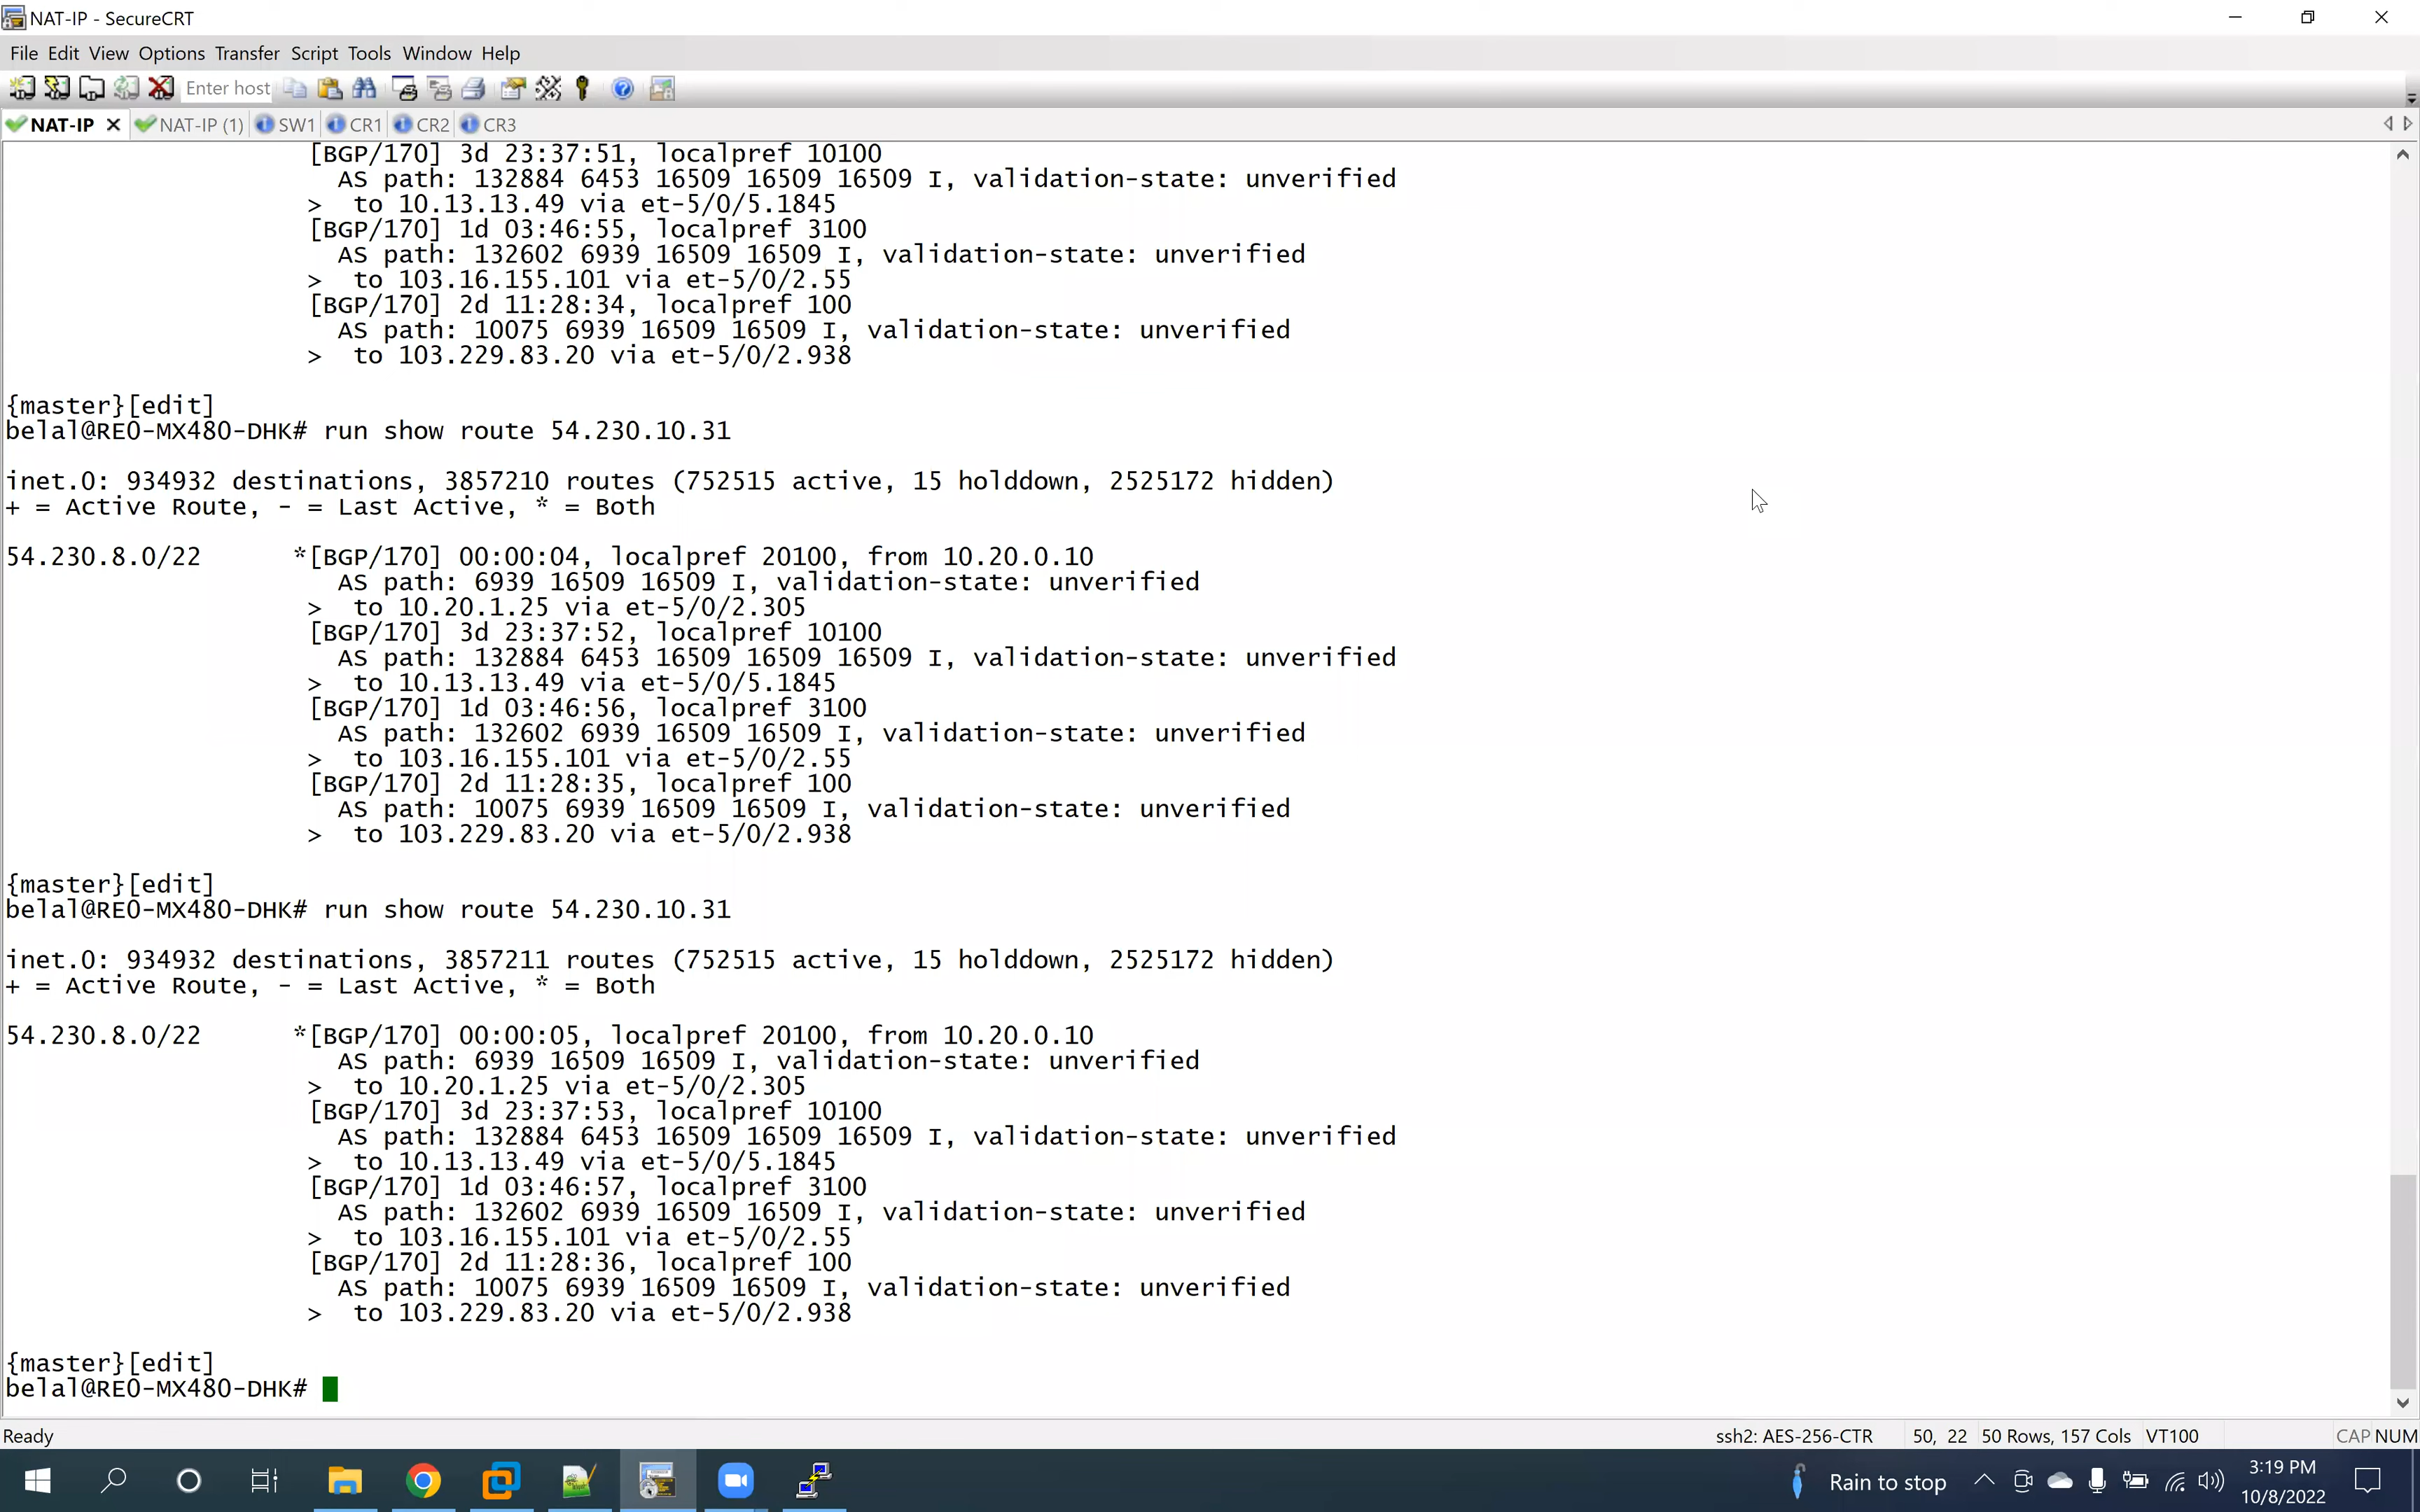 NAT-IP - SecureCRT
File Edit View Options Transfer Script Tools Window Help
Enter host
NAT-IP NAT-IP (1) SW1 CR1 CR2 CR3
[BGP/170] 3d 23:37:51, localpref 10100
AS path: 132884 6453 16509 16509 16509 I, validation-state: unverified
> to 10.13.13.49 via et-5/0/5.1845
[BGP/170] 1d 03:46:55, localpref 3100
AS path: 132602 6939 16509 16509 I, validation-state: unverified
> to 103.16.155.101 via et-5/0/2.55
[BGP/170] 2d 11:28:34, localpref 100
AS path: 10075 6939 16509 16509 I, validation-state: unverified
> to 103.229.83.20 via et-5/0/2.938
{master}[edit]
belal@RE0-MX480-DHK# run show route 54.230.10.31
inet.0: 934932 destinations, 3857210 routes (752515 active, 15 holddown, 2525172 hidden)
+ = Active Route, - = Last Active, * = Both
54.230.8.0/22 *[BGP/170] 00:00:04, localpref 20100, from 10.20.0.10
AS path: 6939 16509 16509 I, validation-state: unverified
> to 10.20.1.25 via et-5/0/2.305
[BGP/170] 3d 23:37:52, localpref 10100
AS path: 132884 6453 16509 16509 16509 I, validation-state: unverified
> to 10.13.13.49 via et-5/0/5.1845
[BGP/170] 1d 03:46:56, localpref 3100
AS path: 132602 6939 16509 16509 I, validation-state: unverified
> to 103.16.155.101 via et-5/0/2.55
[BGP/170] 2d 11:28:35, localpref 100
AS path: 10075 6939 16509 16509 I, validation-state: unverified
> to 103.229.83.20 via et-5/0/2.938
{master}[edit]
belal@RE0-MX480-DHK# run show route 54.230.10.31
inet.0: 934932 destinations, 3857211 routes (752515 active, 15 holddown, 2525172 hidden)
+ = Active Route, - = Last Active, * = Both
54.230.8.0/22 *[BGP/170] 00:00:05, localpref 20100, from 10.20.0.10
AS path: 6939 16509 16509 I, validation-state: unverified
> to 10.20.1.25 via et-5/0/2.305
[BGP/170] 3d 23:37:53, localpref 10100
AS path: 132884 6453 16509 16509 16509 I, validation-state: unverified
> to 10.13.13.49 via et-5/0/5.1845
[BGP/170] 1d 03:46:57, localpref 3100
AS path: 132602 6939 16509 16509 I, validation-state: unverified
> to 103.16.155.101 via et-5/0/2.55
[BGP/170] 2d 11:28:36, localpref 100
AS path: 10075 6939 16509 16509 I, validation-state: unverified
> to 103.229.83.20 via et-5/0/2.938
{master}[edit]
belal@RE0-MX480-DHK#
Ready ssh2: AES-256-CTR 50, 22 50 Rows, 157 Cols VT100 CAP NUM
Rain to stop 3:19 PM
10/8/2022